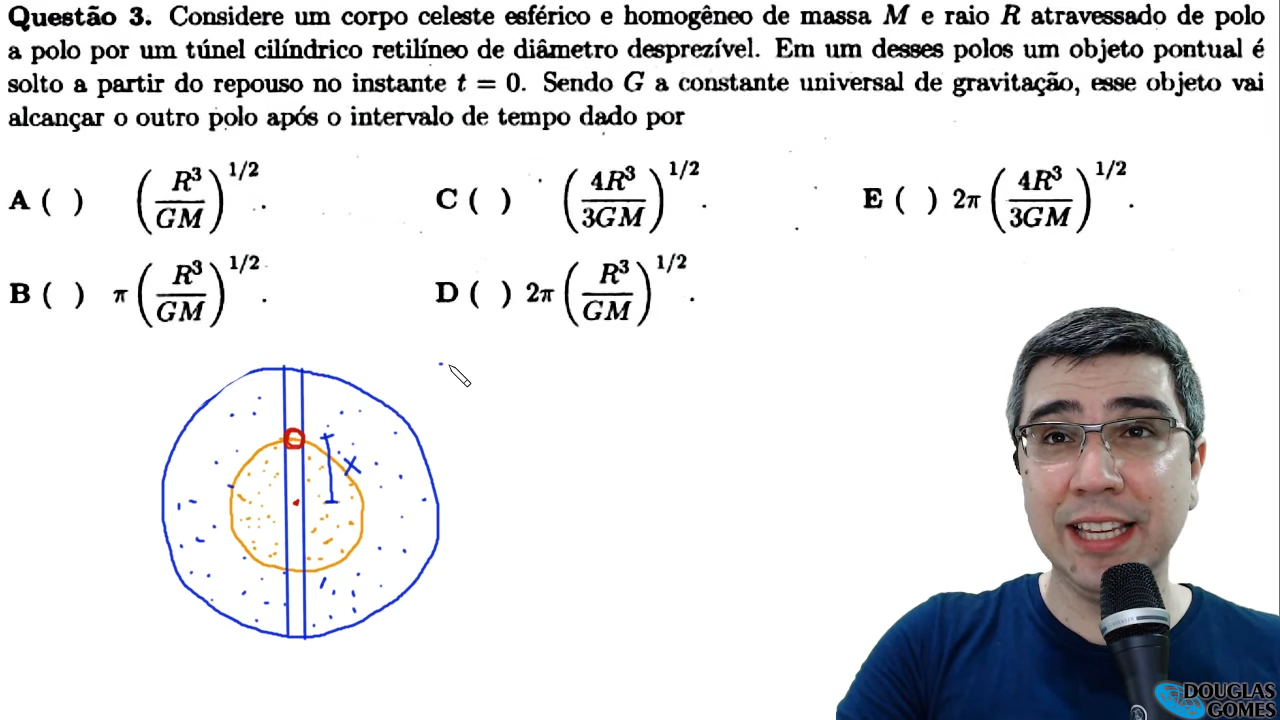 Questão 3. Considere um corpo celeste esférico e homogêneo de massa M e raio R atravessado de polo
a polo por um túnel cilíndrico retilíneo de diâmetro desprezível. Em um desses polos um objeto pontual é
solto a partir do repouso no instante t = 0. Sendo G a constante universal de gravitação, esse objeto vai
alcançar o outro polo após o intervalo de tempo dado por
A ( ) (R³/GM)^1/2.
C ( ) (4R³/3GM)^1/2.
E ( ) 2π (4R³/3GM)^1/2.
B ( ) π (R³/GM)^1/2.
D ( ) 2π (R³/GM)^1/2.
x
DOUGLAS
GOMES